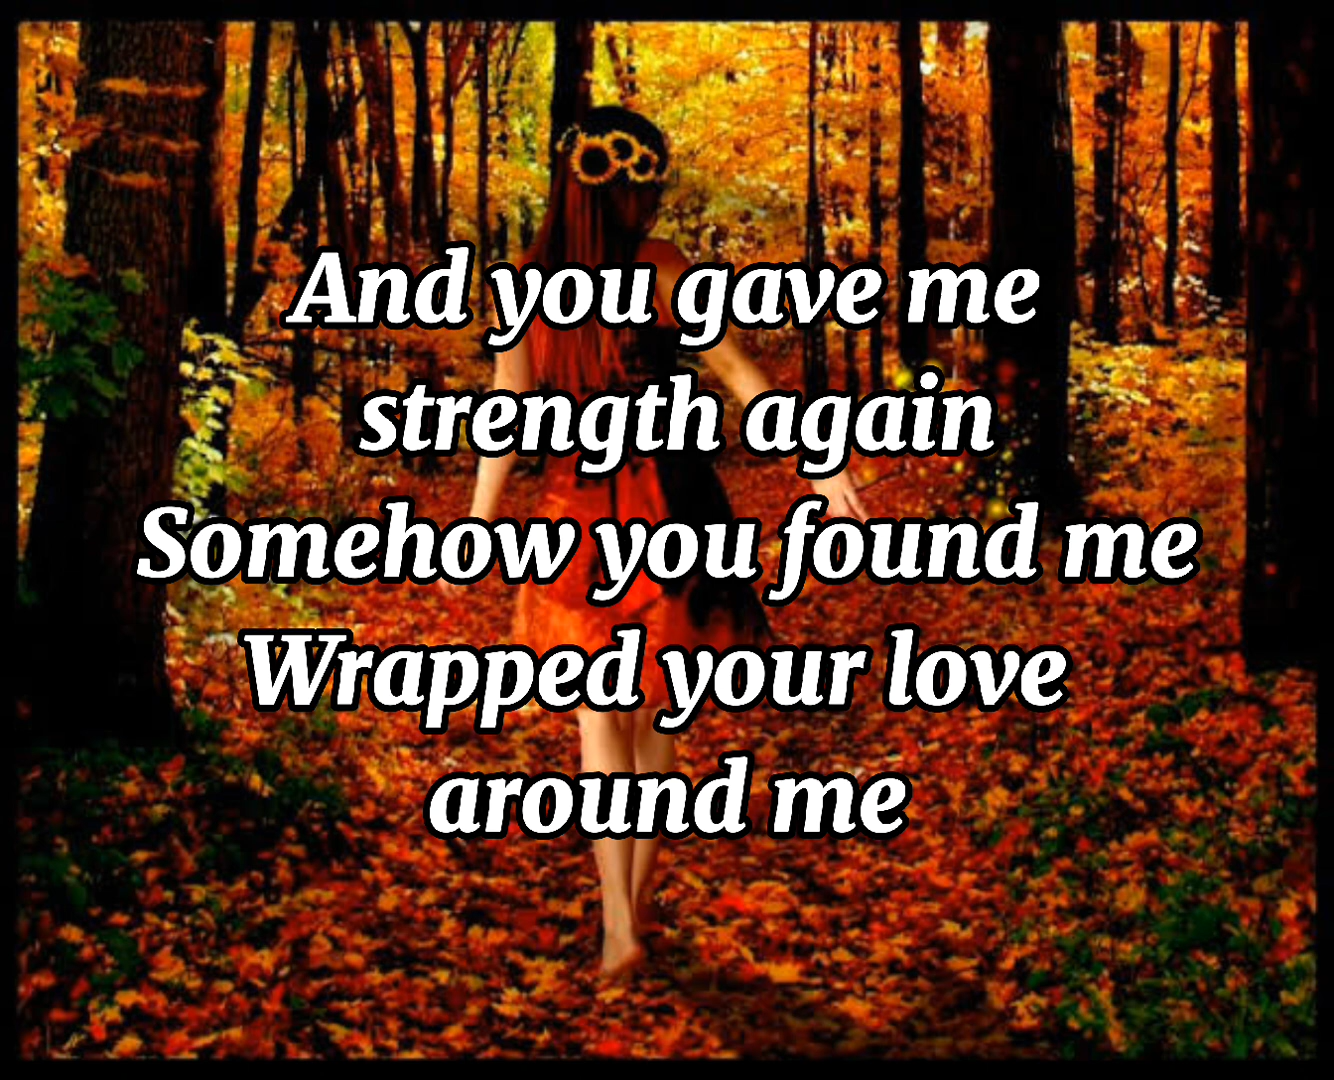 And you gave me
strength again
Somehow you found me
Wrapped your love
around me